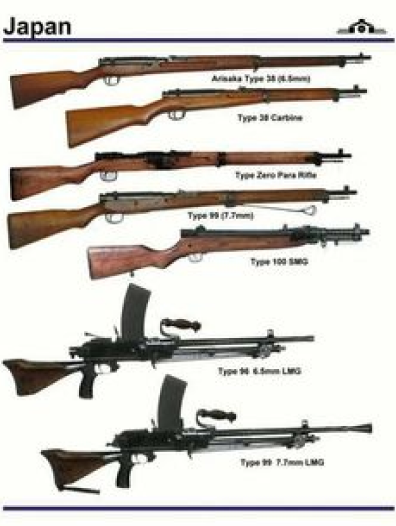 Japan
Arisaka Type 38 (6.5mm)
Type 38 Carbine
Type Zero Para Rifle
Type 99 (7.7mm)
Type 100 SMG
Type 96 6.5mm LMG
Type 99 7.7mm LMG